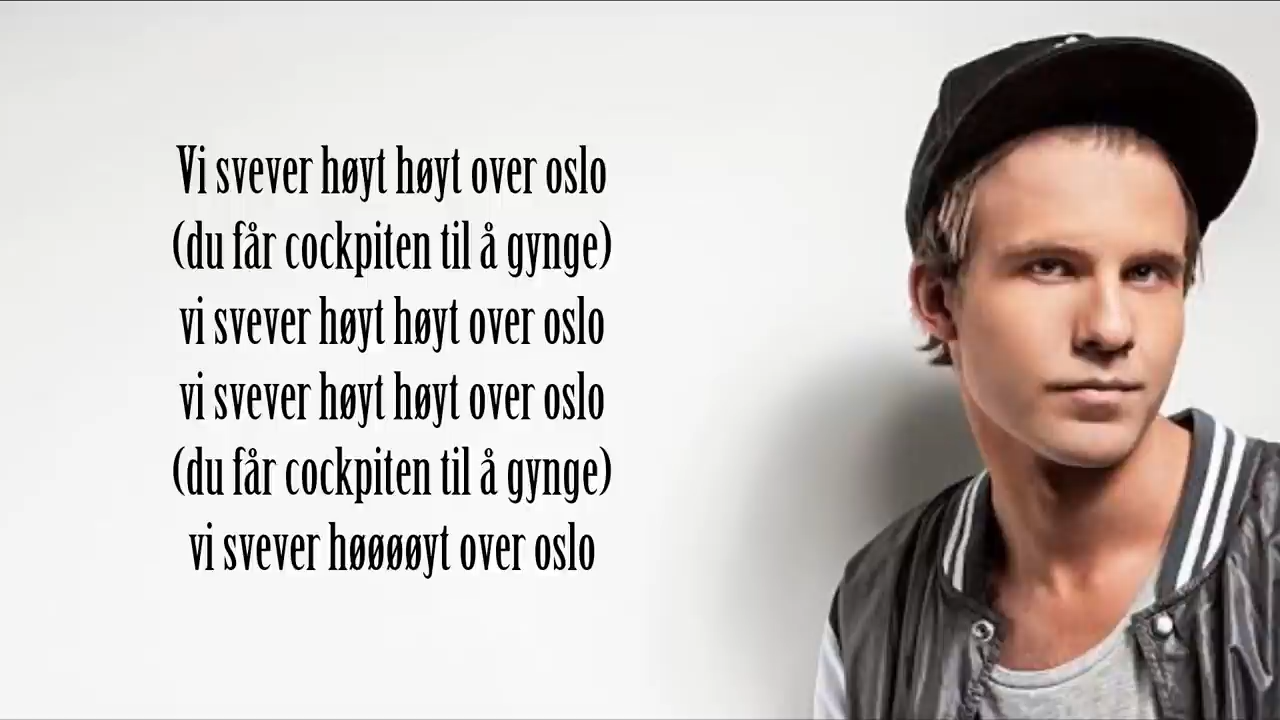 Vi svever høyt høyt over oslo
(du får cockpiten til å gynge)
vi svever høyt høyt over oslo
vi svever høyt høyt over oslo
(du får cockpiten til å gynge)
vi svever høøøøyt over oslo